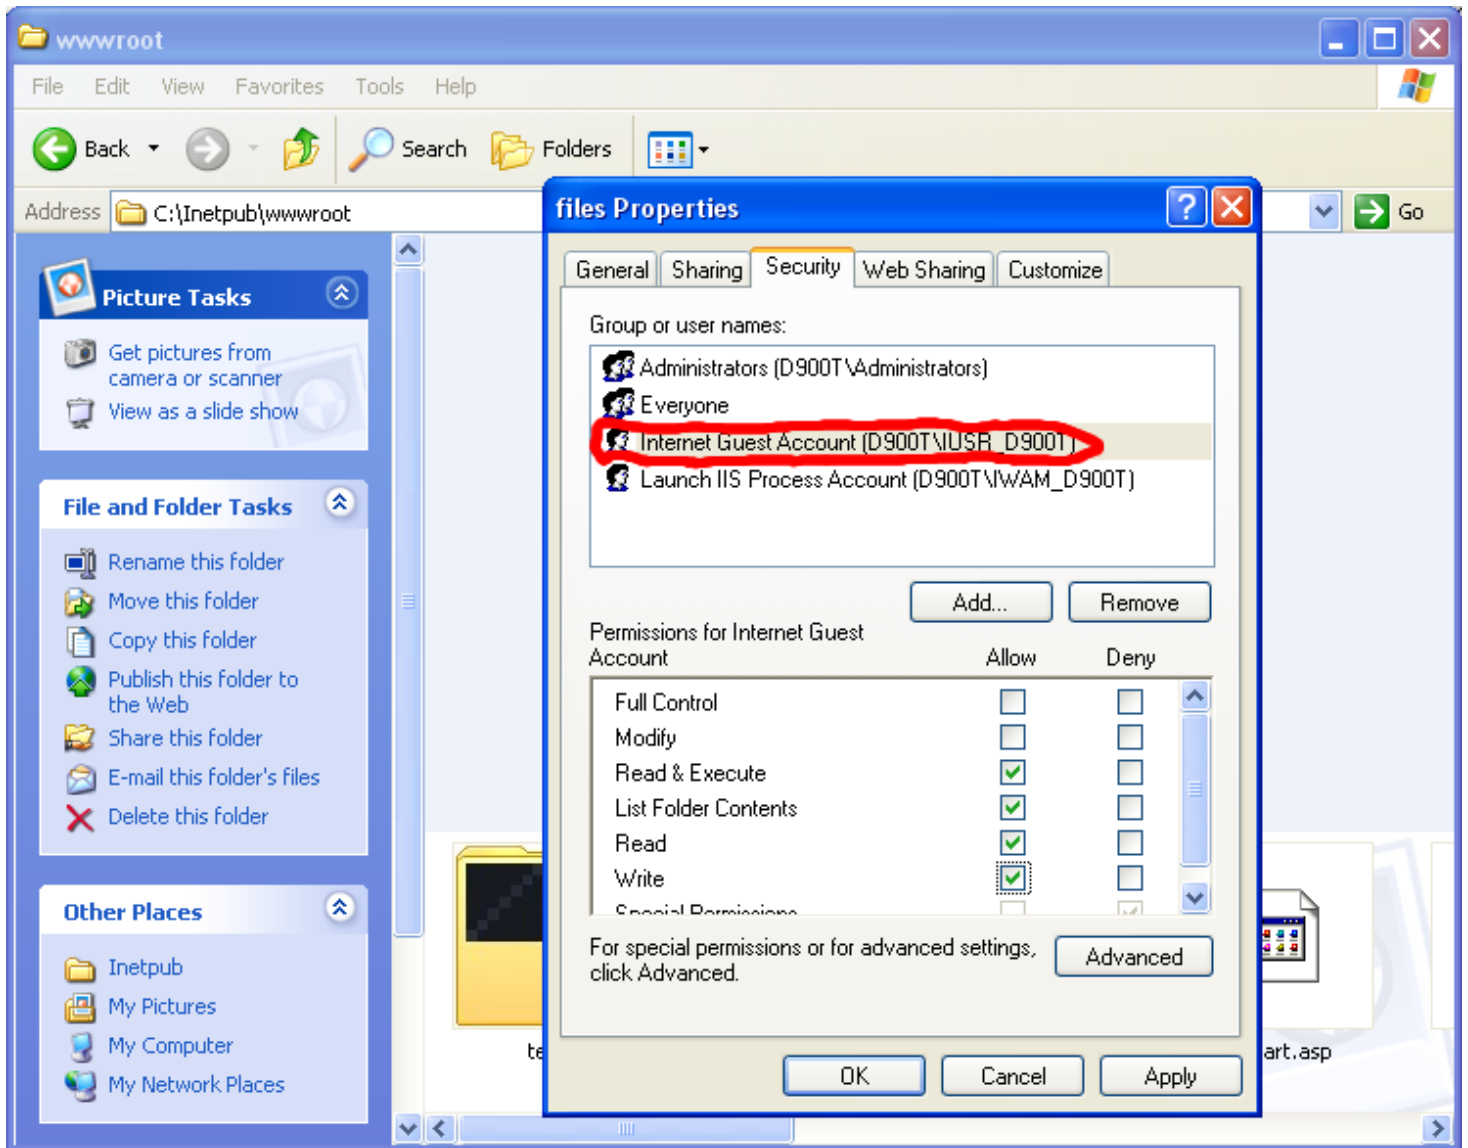 wwwroot
File Edit View Favorites Tools Help
Back Search Folders
Address C:\Inetpub\wwwroot Go
Picture Tasks
Get pictures from
camera or scanner
View as a slide show
File and Folder Tasks
Rename this folder
Move this folder
Copy this folder
Publish this folder to
the Web
Share this folder
E-mail this folder's files
Delete this folder
Other Places
Inetpub
My Pictures
My Computer
My Network Places
te
art.asp
files Properties
General Sharing Security Web Sharing Customize
Group or user names:
Administrators (D900T\Administrators)
Everyone
Internet Guest Account (D900T\IUSR_D900T)
Launch IIS Process Account (D900T\IWAM_D900T)
Add... Remove
Permissions for Internet Guest
Account Allow Deny
Full Control
Modify
Read & Execute
List Folder Contents
Read
Write
Special Permissions
For special permissions or for advanced settings,
click Advanced.
Advanced
OK Cancel Apply